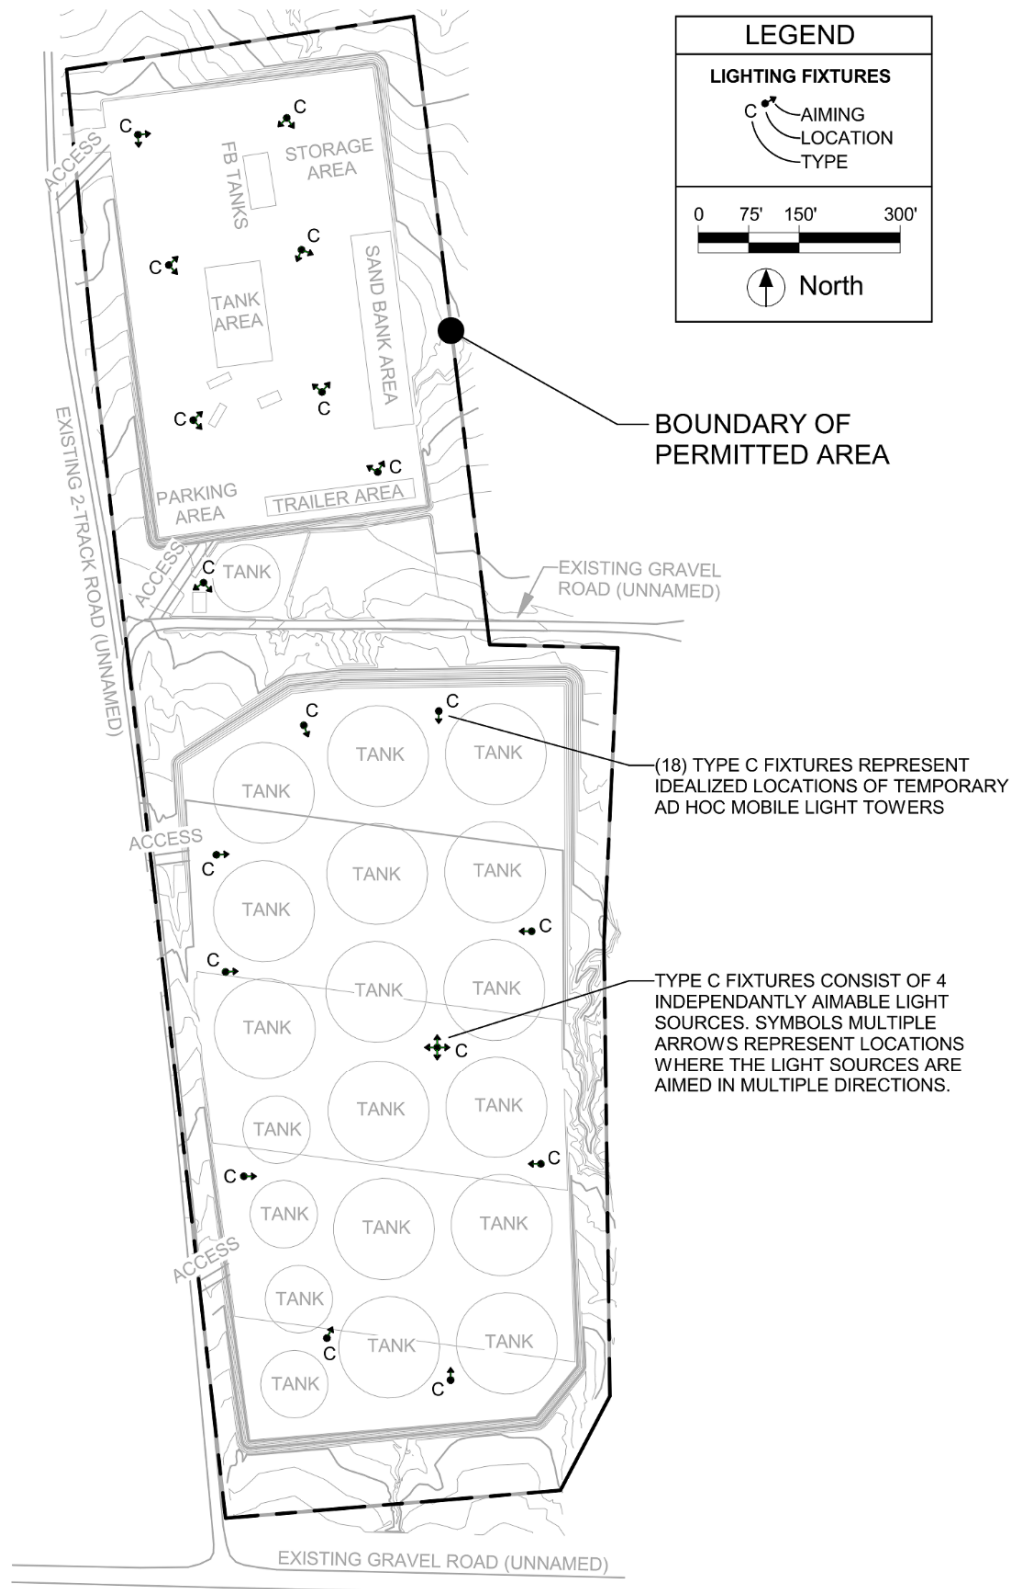 LEGEND
LIGHTING FIXTURES
C
AIMING
LOCATION
TYPE
0 75' 150' 300'
North
C
C
ACCESS
FB TANKS
STORAGE
AREA
C
C
SAND BANK AREA
TANK
AREA
BOUNDARY OF
PERMITTED AREA
C
C
EXISTING 2-TRACK ROAD (UNNAMED)
C
PARKING
AREA
TRAILER AREA
ACCESS
C
TANK
EXISTING GRAVEL
ROAD (UNNAMED)
C
C
TANK
TANK
TANK
(18) TYPE C FIXTURES REPRESENT
IDEALIZED LOCATIONS OF TEMPORARY
AD HOC MOBILE LIGHT TOWERS
ACCESS
C
TANK
TANK
TANK
C
C
TANK
TANK
TANK
TYPE C FIXTURES CONSIST OF 4
INDEPENDANTLY AIMABLE LIGHT
SOURCES. SYMBOLS MULTIPLE
ARROWS REPRESENT LOCATIONS
WHERE THE LIGHT SOURCES ARE
AIMED IN MULTIPLE DIRECTIONS.
C
TANK
TANK
TANK
C
C
TANK
TANK
TANK
ACCESS
TANK
C
TANK
TANK
C
TANK
EXISTING GRAVEL ROAD (UNNAMED)